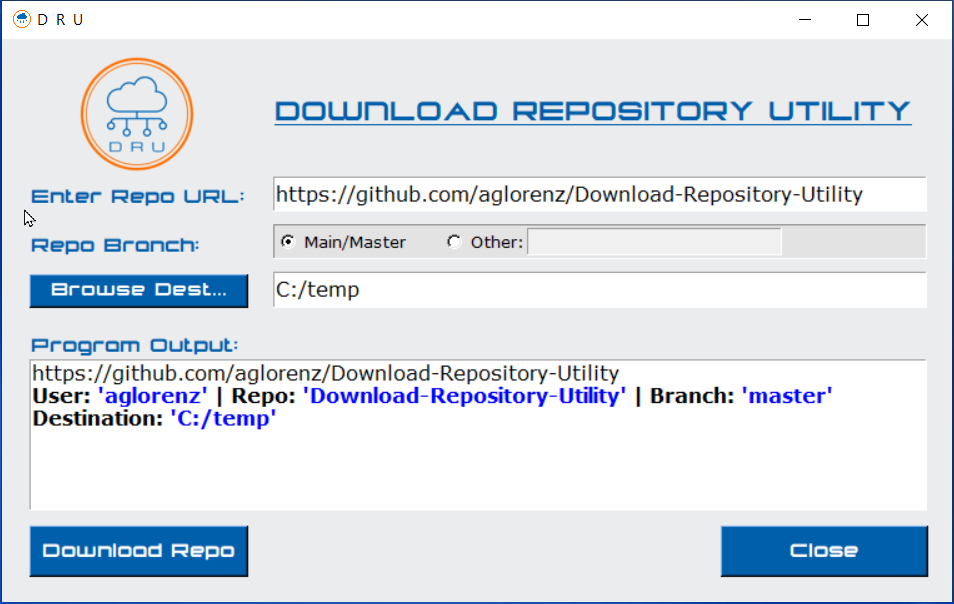 D R U
D R U
DOWNLOAD REPOSITORY UTILITY
Enter Repo URL: https://github.com/aglorenz/Download-Repository-Utility
Repo Branch: Main/Master Other:
Browse Dest... C:/temp
Program Output:
https://github.com/aglorenz/Download-Repository-Utility
User: 'aglorenz' | Repo: 'Download-Repository-Utility' | Branch: 'master'
Destination: 'C:/temp'
Download Repo Close